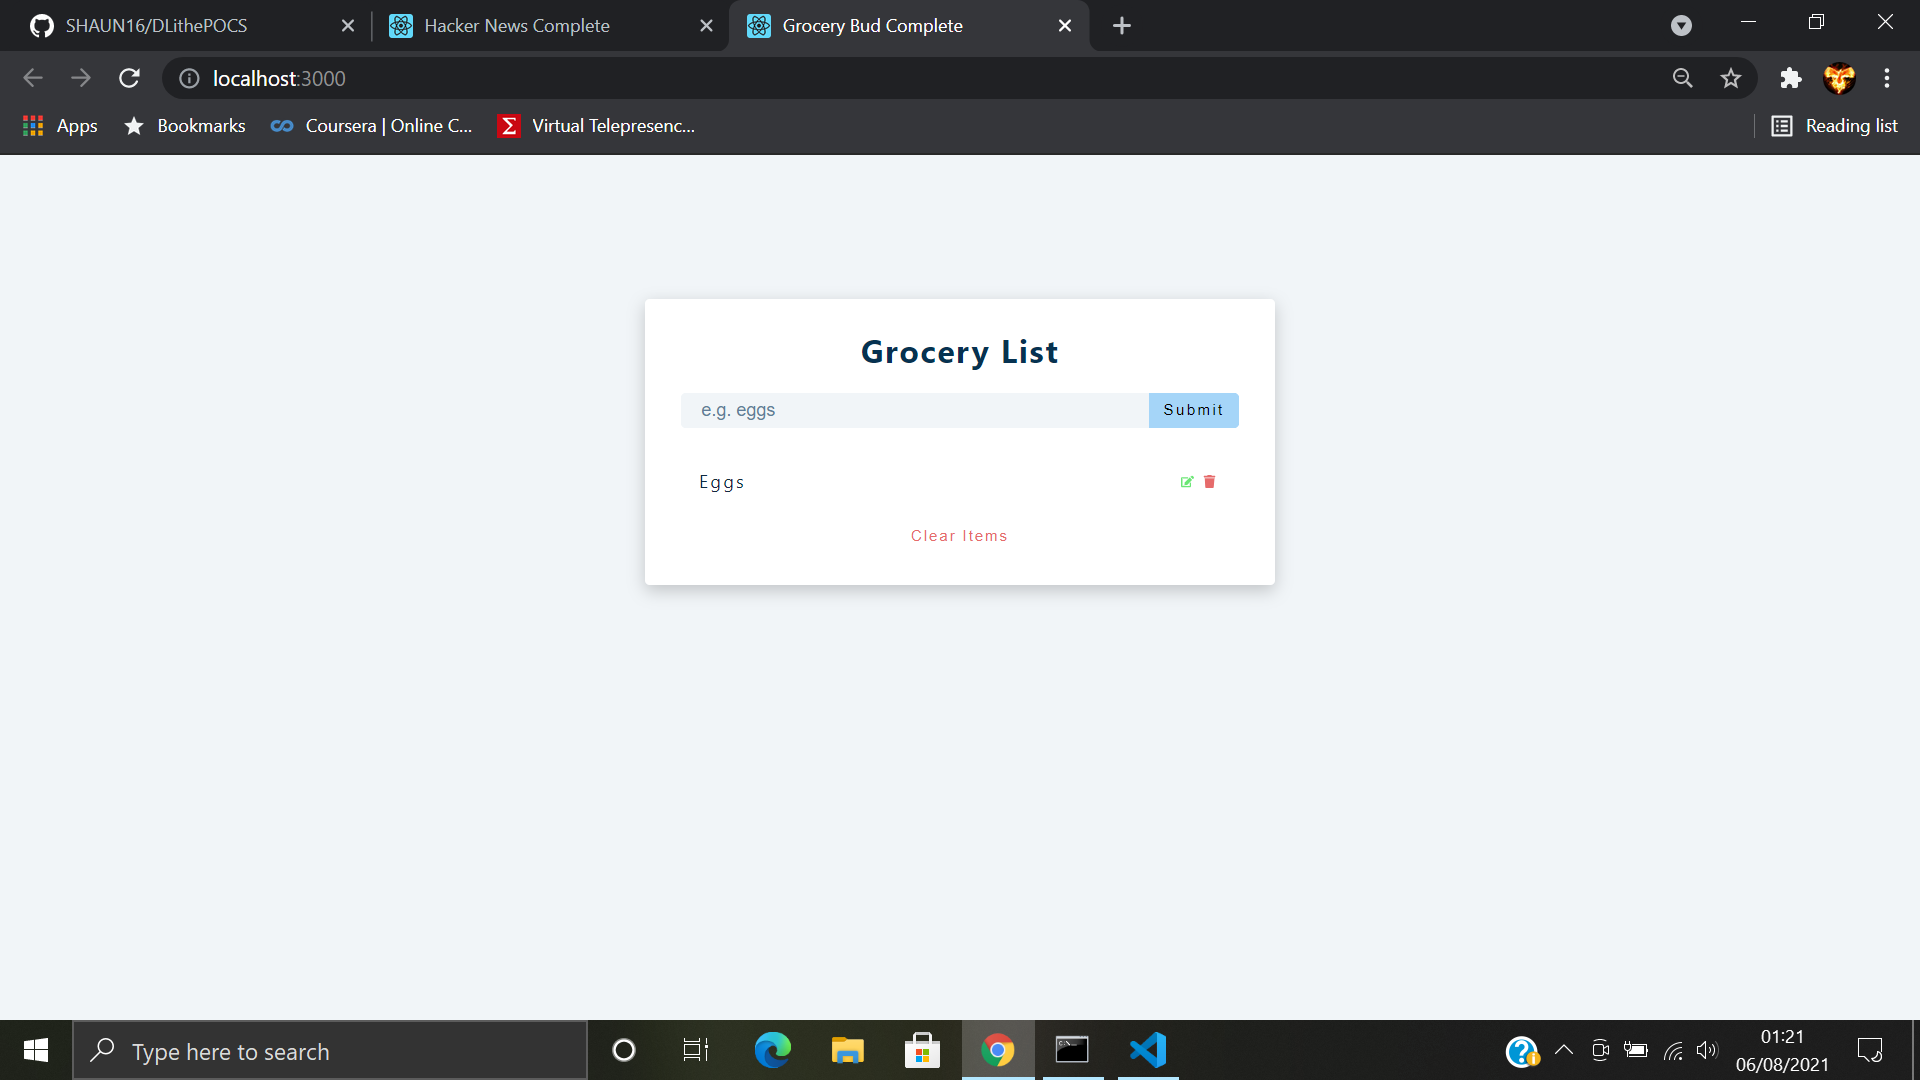 SHAUN16/DLithePOCS
Hacker News Complete
Grocery Bud Complete
localhost:3000
Apps
Bookmarks
Coursera | Online C...
Virtual Telepresenc...
Reading list
Grocery List
e.g. eggs
Submit
Eggs
Clear Items
Type here to search
01:21
06/08/2021